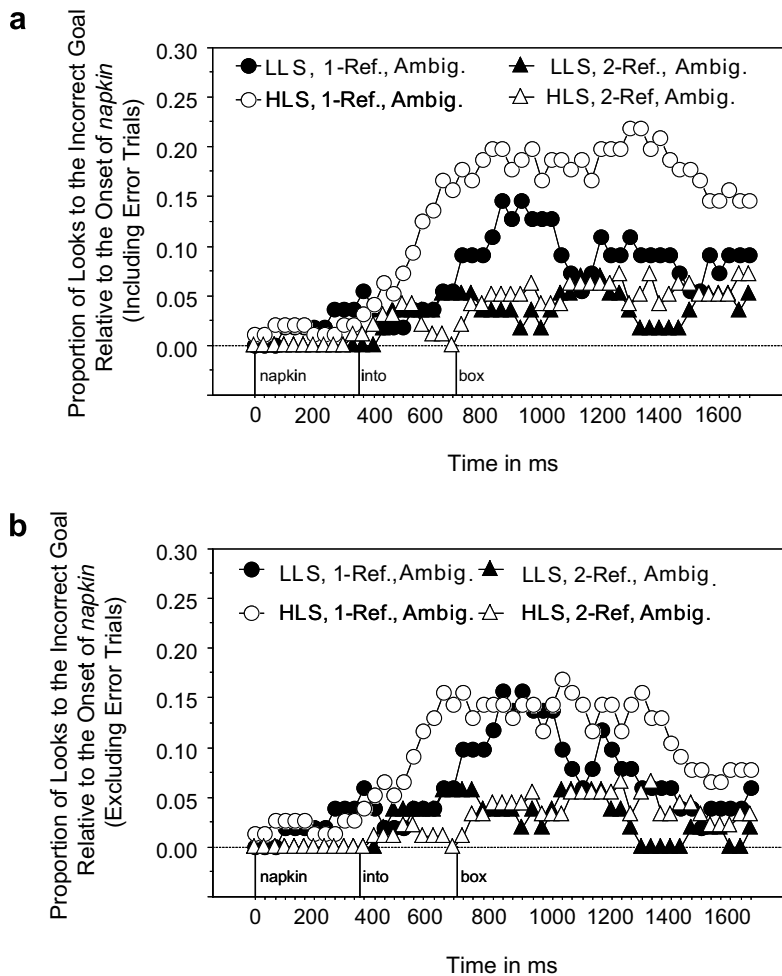 a
Proportion of Looks to the Incorrect Goal
Relative to the Onset of napkin
(Including Error Trials)
0.30
0.25
0.20
0.15
0.10
0.05
0.00
LLS, 1-Ref., Ambig.
LLS, 2-Ref., Ambig.
HLS, 1-Ref., Ambig.
HLS, 2-Ref, Ambig.
napkin
into
box
0 200 400 600 800 1000 1200 1400 1600
Time in ms
b
Proportion of Looks to the Incorrect Goal
Relative to the Onset of napkin
(Excluding Error Trials)
0.30
0.25
0.20
0.15
0.10
0.05
0.00
LLS, 1-Ref., Ambig.
LLS, 2-Ref., Ambig.
HLS, 1-Ref., Ambig.
HLS, 2-Ref, Ambig.
napkin
into
box
0 200 400 600 800 1000 1200 1400 1600
Time in ms